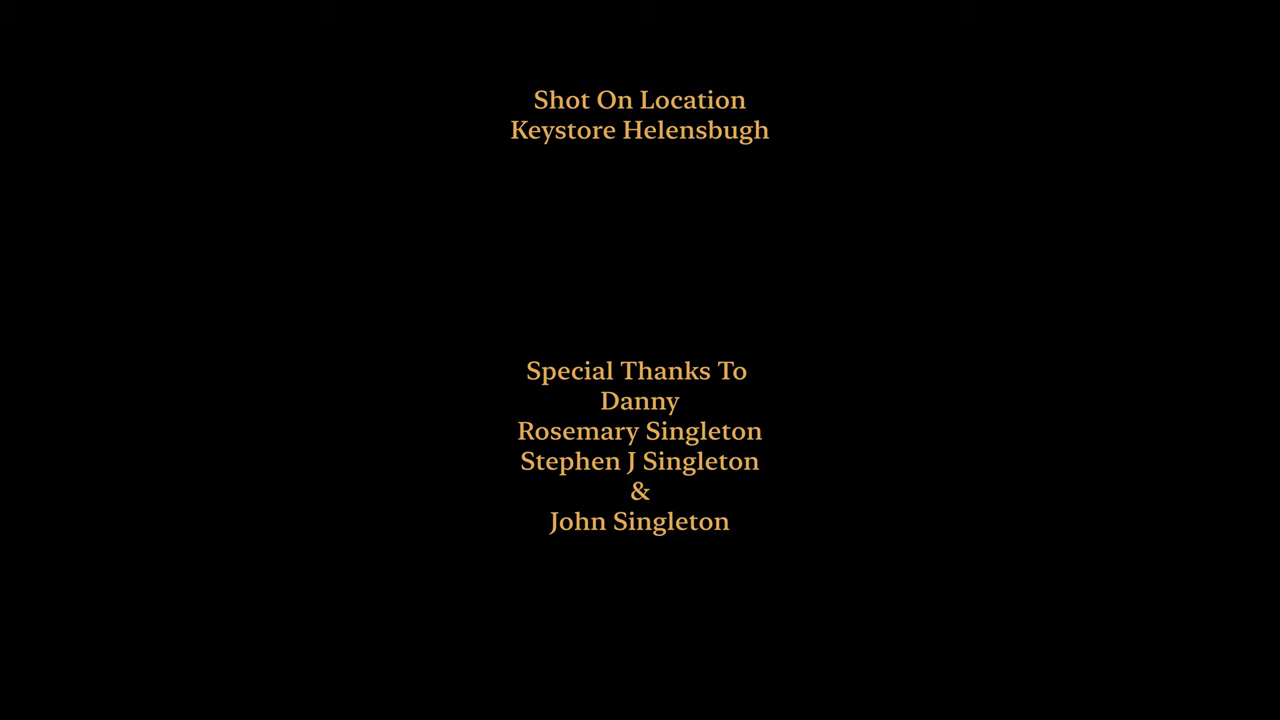 Shot On Location
Keystore Helensbugh
Special Thanks To
Danny
Rosemary Singleton
Stephen J Singleton
&
John Singleton